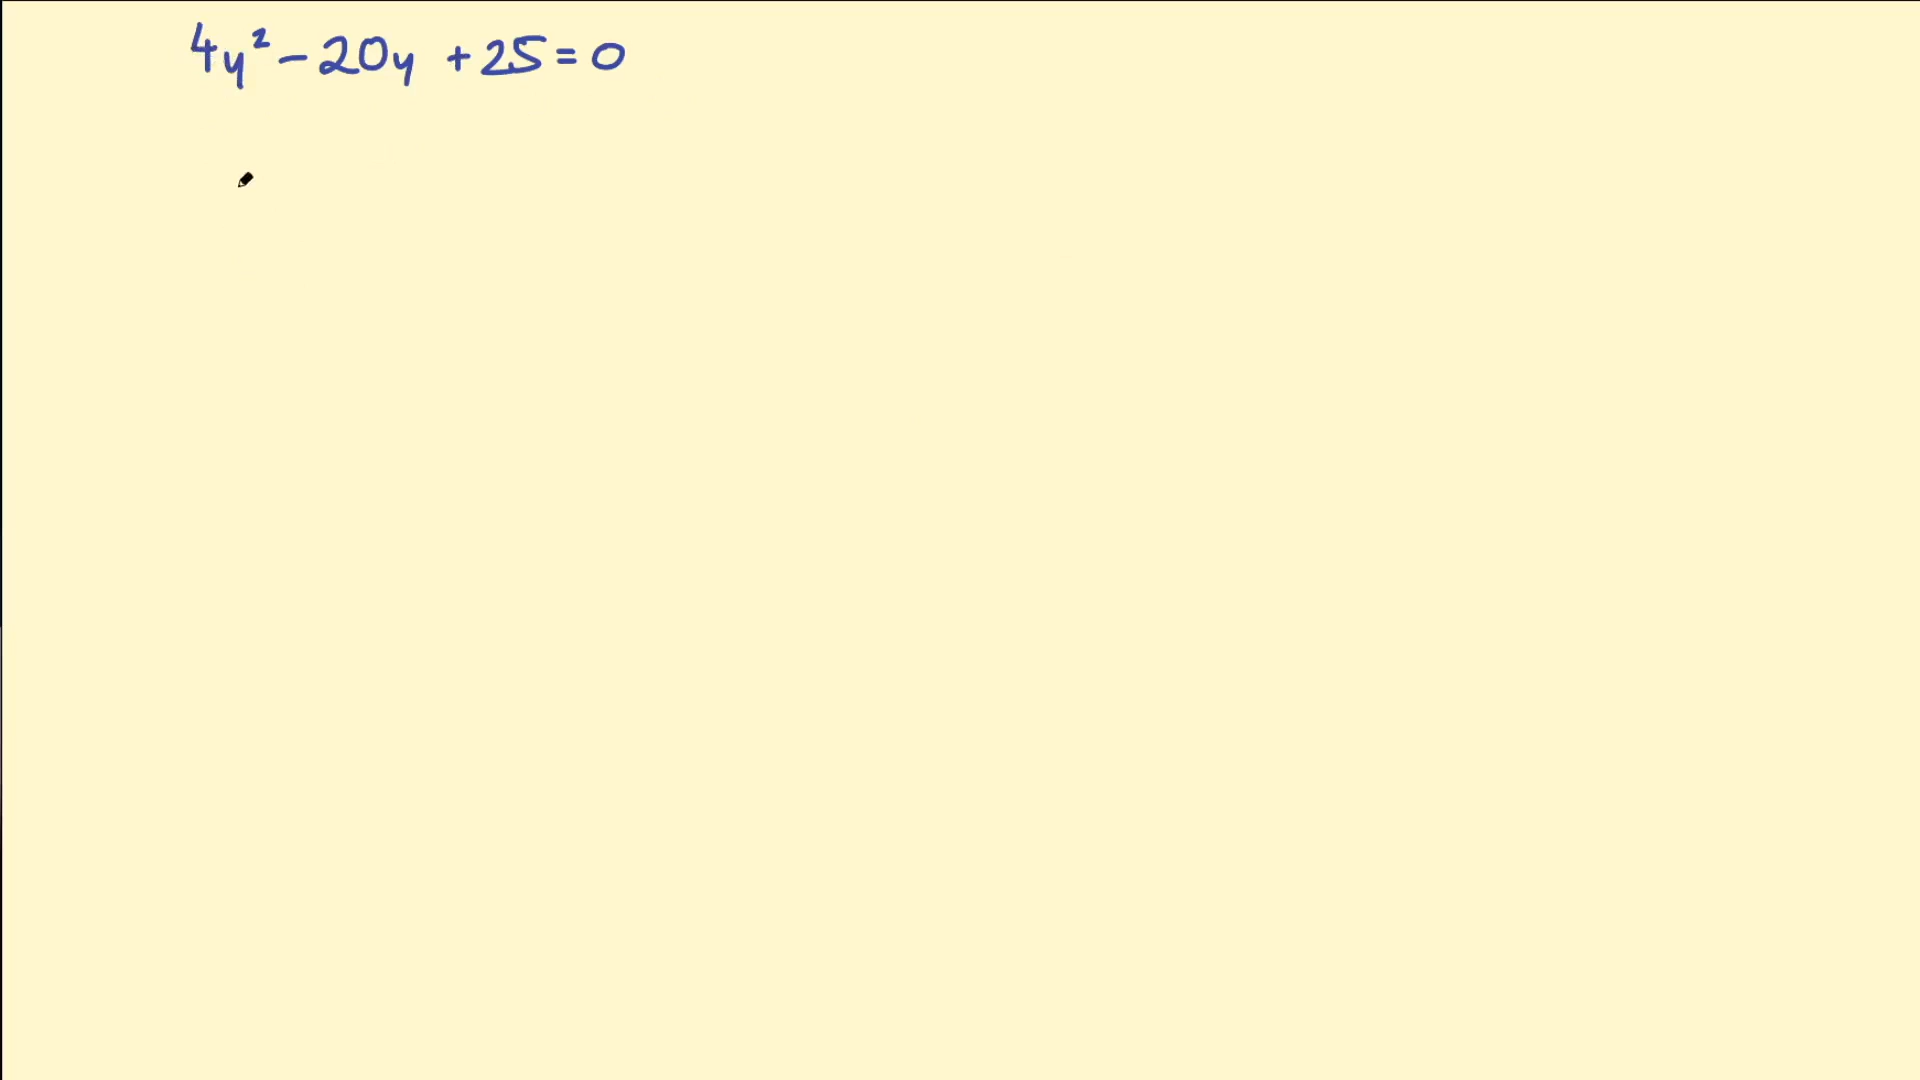 4y² - 20y + 25 = 0